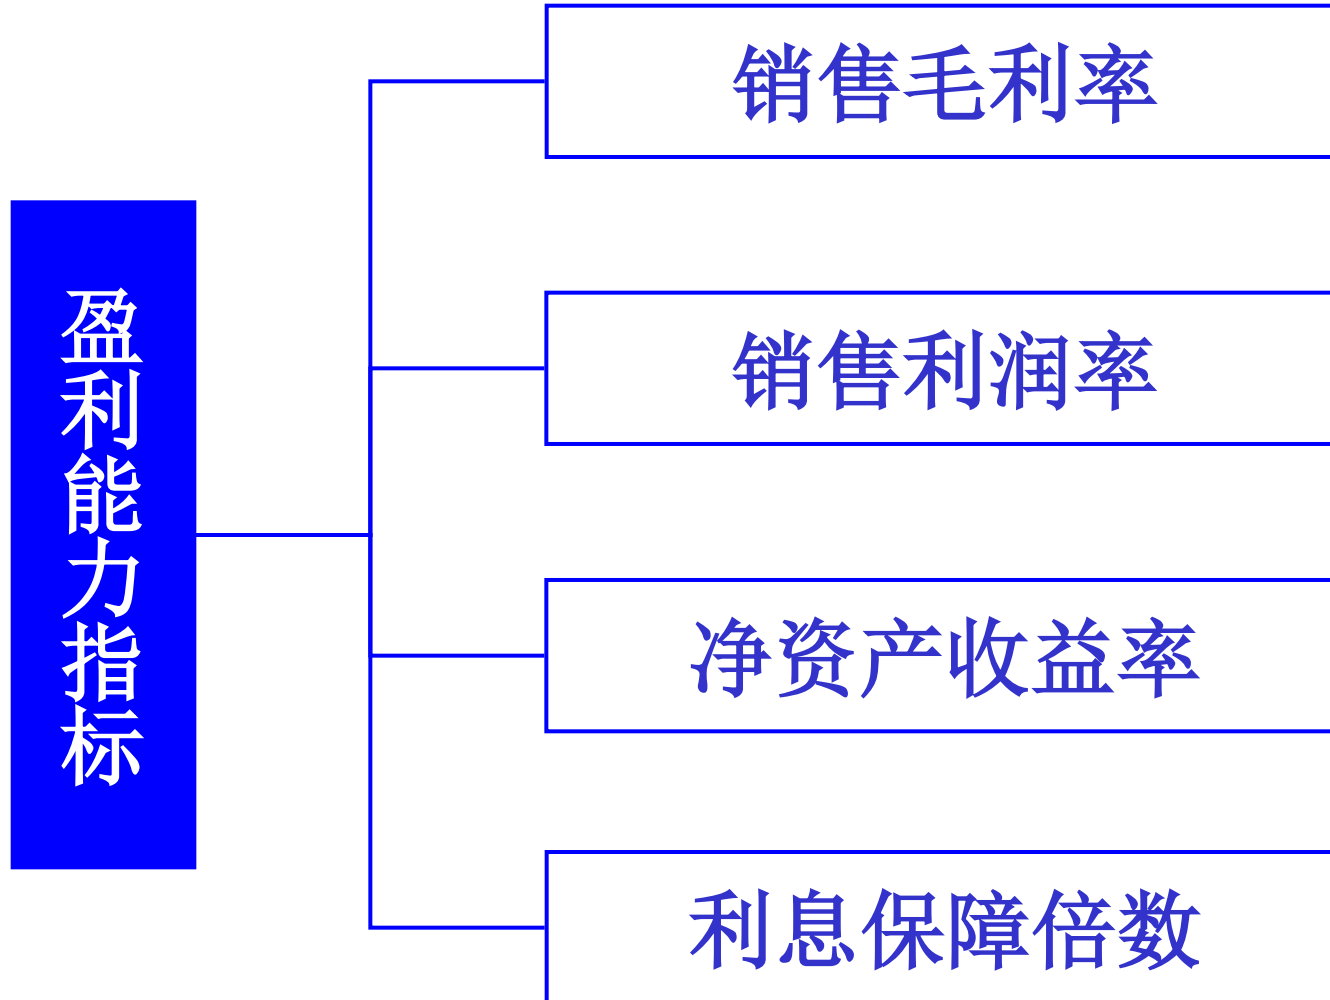 盈利能力指标
销售毛利率
销售利润率
净资产收益率
利息保障倍数